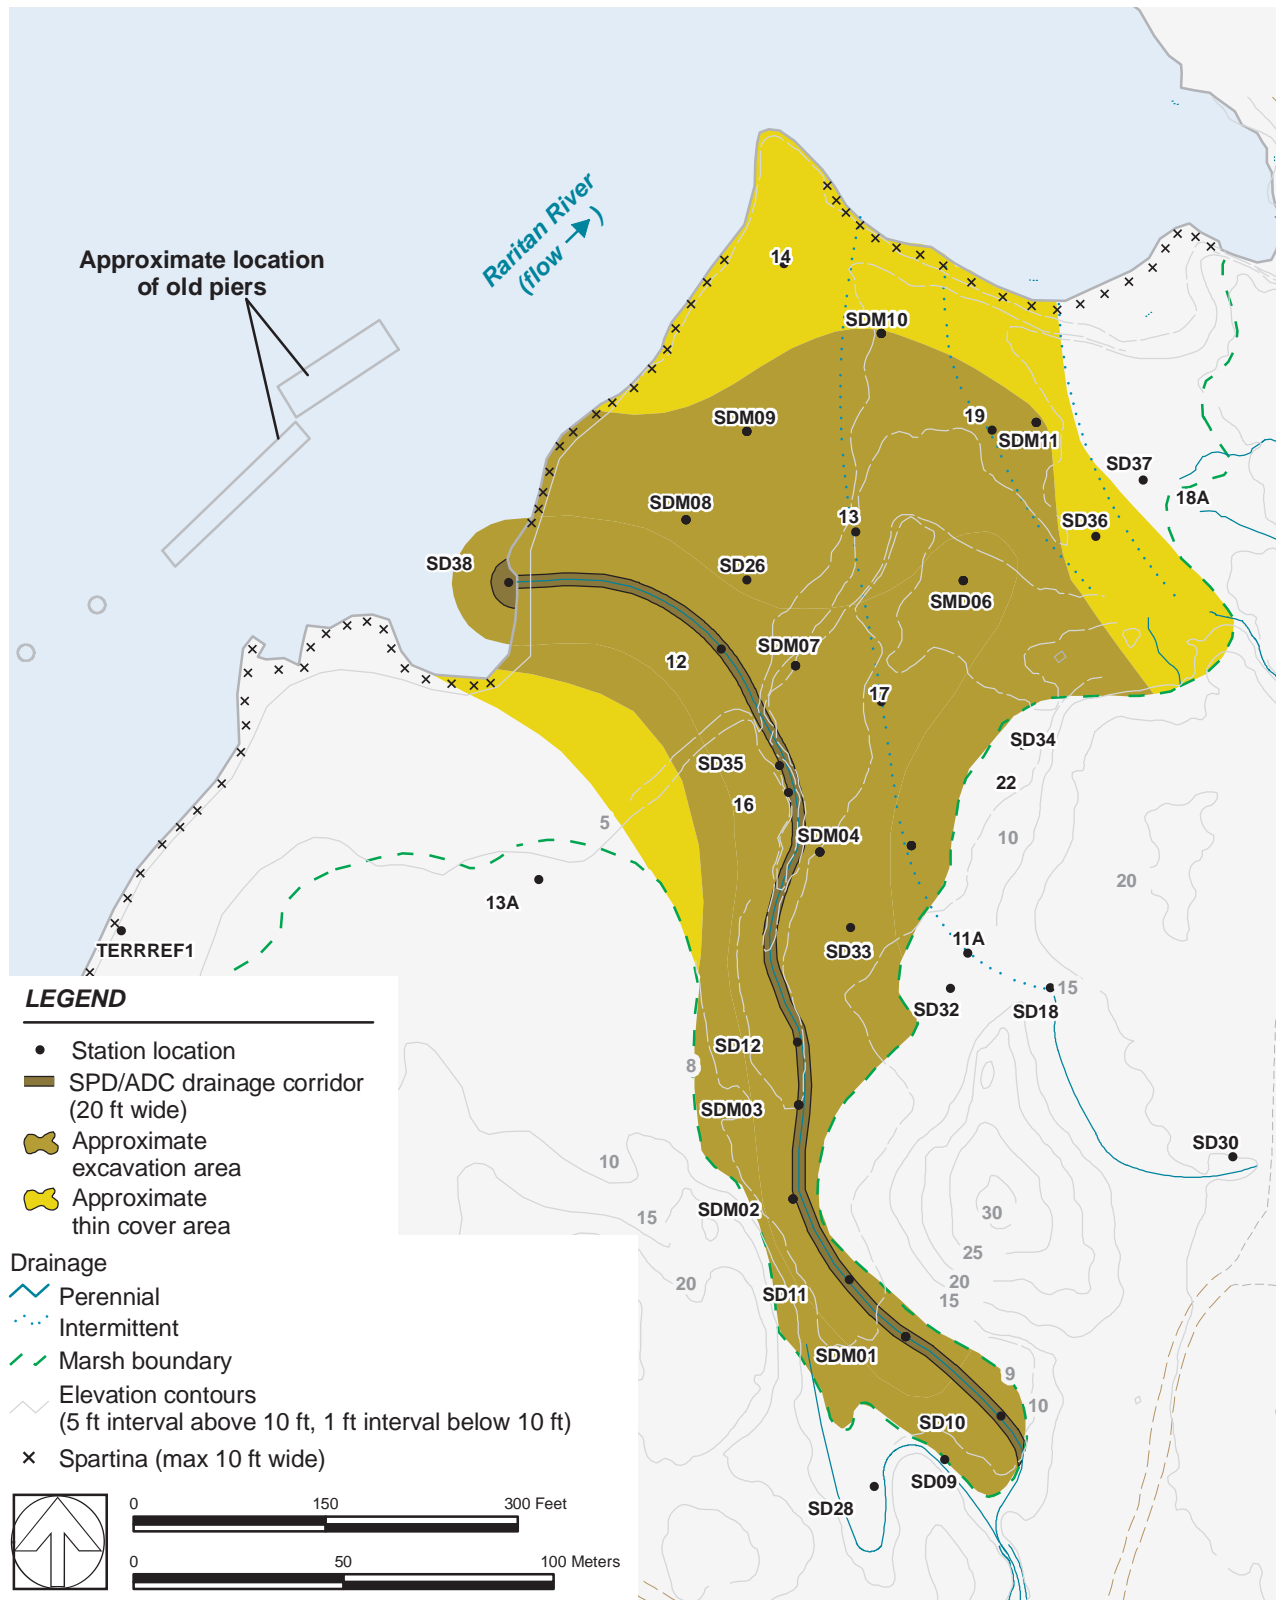 Raritan River
(flow → )
Approximate location
of old piers
14
SDM10
SDM09
19
SDM11
SD37
18A
SDM08
13
SD36
SD38
SD26
SMD06
12
SDM07
17
SD34
SD35
22
16
5
SDM04
10
20
13A
TERRREF1
SD33
11A
SD32
SD18
15
LEGEND
Station location
SPD/ADC drainage corridor
(20 ft wide)
Approximate
excavation area
Approximate
thin cover area
Drainage
Perennial
Intermittent
Marsh boundary
Elevation contours
(5 ft interval above 10 ft, 1 ft interval below 10 ft)
Spartina (max 10 ft wide)
0 150 300 Feet
0 50 100 Meters
SD12
8
SDM03
SD30
10
SDM02
15
30
25
20
20
SD11
15
SDM01
9
10
SD10
SD09
SD28